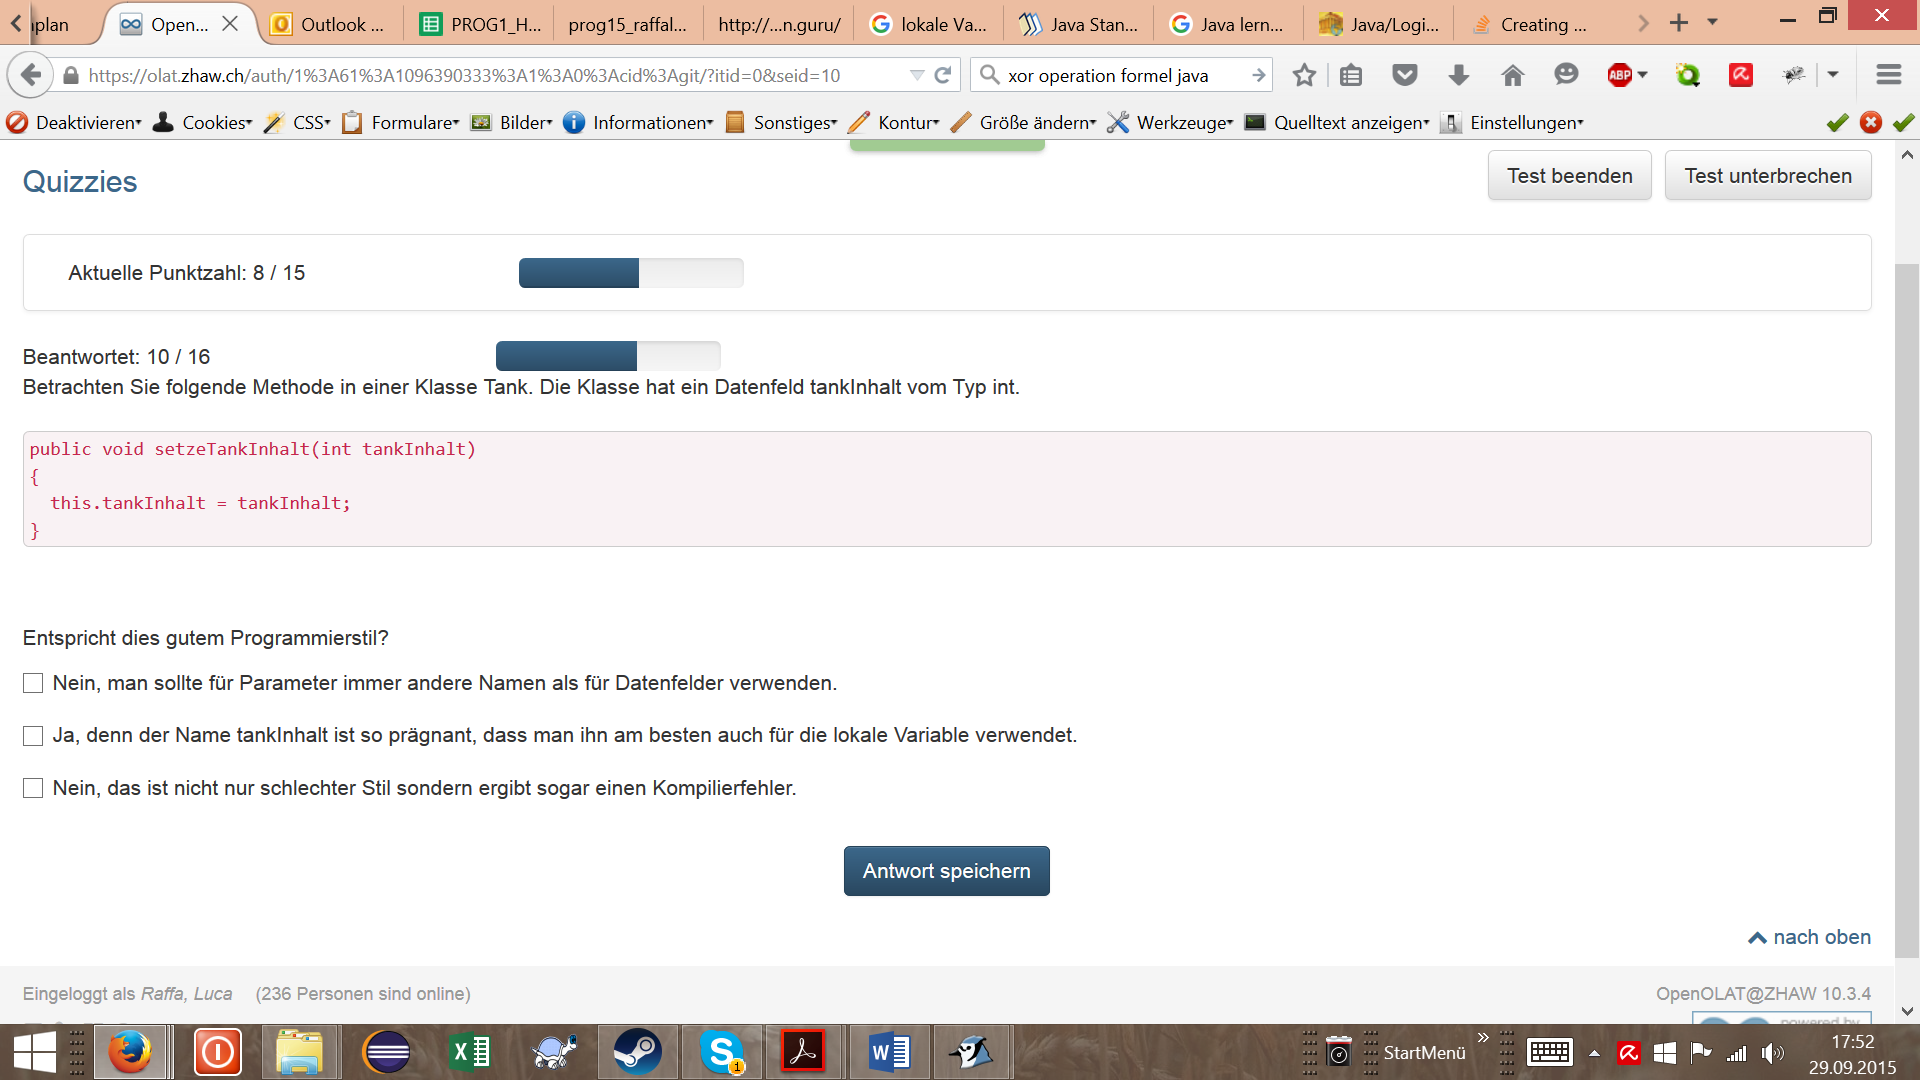 plan
Open...
Outlook ...
PROG1_H...
prog15_raffal...
http://...n.guru/
lokale Va...
Java Stan...
Java lern...
Java/Logi...
Creating ...
https://olat.zhaw.ch/auth/1%3A61%3A1096390333%3A1%3A0%3Acid%3Agit/?itid=0&seid=10
xor operation formel java
ABP
Deaktivieren
Cookies
CSS
Formulare
Bilder
Informationen
Sonstiges
Kontur
Größe ändern
Werkzeuge
Quelltext anzeigen
Einstellungen
Quizzies
Test beenden
Test unterbrechen
Aktuelle Punktzahl: 8 / 15
Beantwortet: 10 / 16
Betrachten Sie folgende Methode in einer Klasse Tank. Die Klasse hat ein Datenfeld tankInhalt vom Typ int.
public void setzeTankInhalt(int tankInhalt)
{
this.tankInhalt = tankInhalt;
}
Entspricht dies gutem Programmierstil?
Nein, man sollte für Parameter immer andere Namen als für Datenfelder verwenden.
Ja, denn der Name tankInhalt ist so prägnant, dass man ihn am besten auch für die lokale Variable verwendet.
Nein, das ist nicht nur schlechter Stil sondern ergibt sogar einen Kompilierfehler.
Antwort speichern
nach oben
Eingeloggt als Raffa, Luca (236 Personen sind online)
OpenOLAT@ZHAW 10.3.4
powered by
StartMenü
17:52
29.09.2015